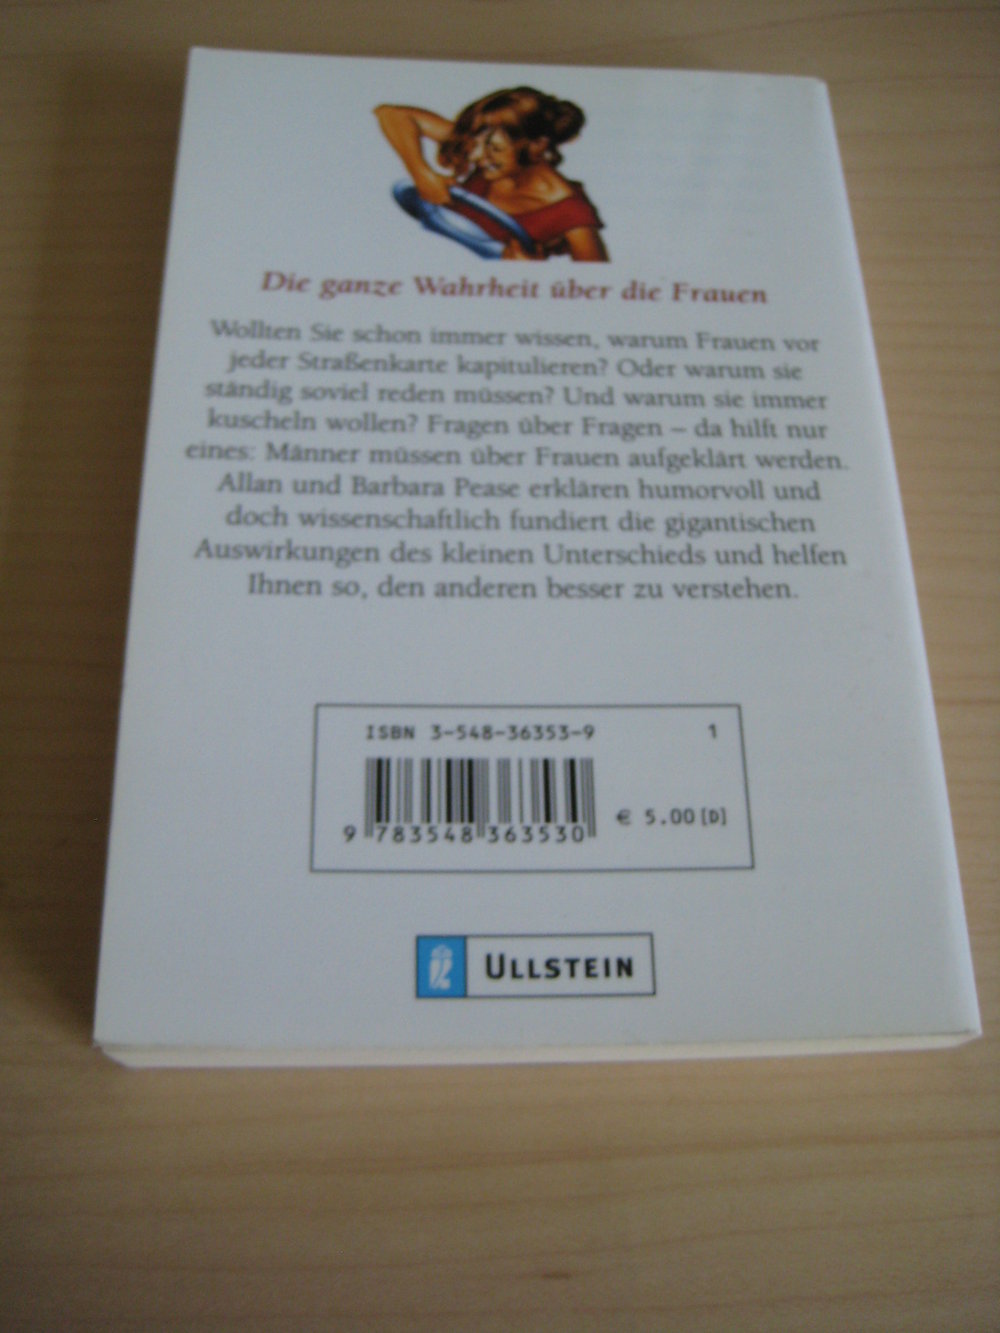 Die ganze Wahrheit über die Frauen
Wollten Sie schon immer wissen, warum Frauen vor
jeder Straßenkarte kapitulieren? Oder warum sie
ständig soviel reden müssen? Und warum sie immer
kuscheln wollen? Fragen über Fragen – da hilft nur
eines: Männer müssen über Frauen aufgeklärt werden.
Allan und Barbara Pease erklären humorvoll und
doch wissenschaftlich fundiert die gigantischen
Auswirkungen des kleinen Unterschieds und helfen
Ihnen so, den anderen besser zu verstehen.
ISBN 3-548-36353-9 1
9 783548 363530 € 5.00 [D]
ULLSTEIN